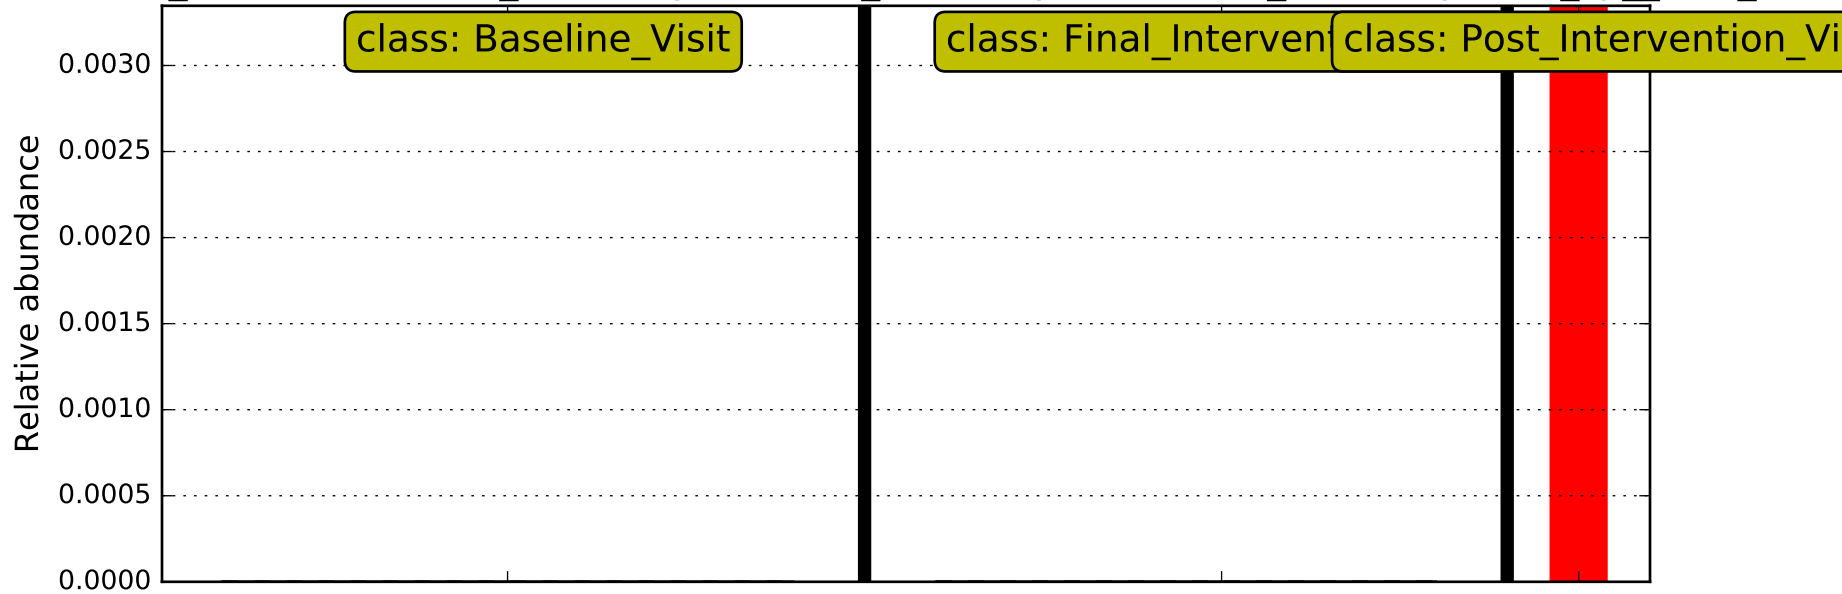 class: Baseline_Visit
class: Final_Intervent
class: Post_Intervention_Vi
0.0030
0.0025
0.0020
0.0015
0.0010
0.0005
0.0000
Relative abundance